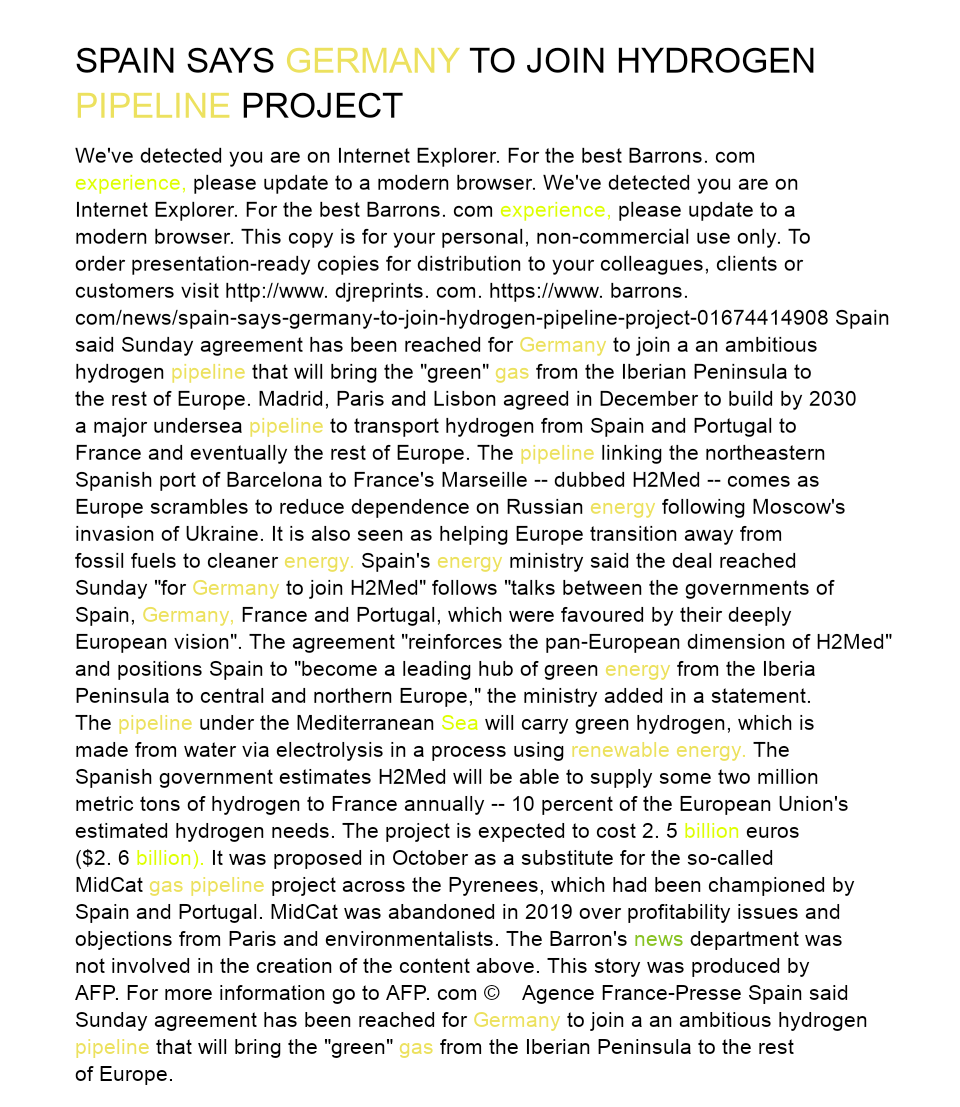 SPAIN SAYS GERMANY TO JOIN HYDROGEN
PIPELINE PROJECT
We've detected you are on Internet Explorer. For the best Barrons. com
experience, please update to a modern browser. We've detected you are on
Internet Explorer. For the best Barrons. com experience, please update to a
modern browser. This copy is for your personal, non-commercial use only. To
order presentation-ready copies for distribution to your colleagues, clients or
customers visit http://www. djreprints. com. https://www. barrons.
com/news/spain-says-germany-to-join-hydrogen-pipeline-project-01674414908 Spain
said Sunday agreement has been reached for Germany to join a an ambitious
hydrogen pipeline that will bring the "green" gas from the Iberian Peninsula to
the rest of Europe. Madrid, Paris and Lisbon agreed in December to build by 2030
a major undersea pipeline to transport hydrogen from Spain and Portugal to
France and eventually the rest of Europe. The pipeline linking the northeastern
Spanish port of Barcelona to France's Marseille -- dubbed H2Med -- comes as
Europe scrambles to reduce dependence on Russian energy following Moscow's
invasion of Ukraine. It is also seen as helping Europe transition away from
fossil fuels to cleaner energy. Spain's energy ministry said the deal reached
Sunday "for Germany to join H2Med" follows "talks between the governments of
Spain, Germany, France and Portugal, which were favoured by their deeply
European vision". The agreement "reinforces the pan-European dimension of H2Med"
and positions Spain to "become a leading hub of green energy from the Iberia
Peninsula to central and northern Europe," the ministry added in a statement.
The pipeline under the Mediterranean Sea will carry green hydrogen, which is
made from water via electrolysis in a process using renewable energy. The
Spanish government estimates H2Med will be able to supply some two million
metric tons of hydrogen to France annually -- 10 percent of the European Union's
estimated hydrogen needs. The project is expected to cost 2. 5 billion euros
($2. 6 billion). It was proposed in October as a substitute for the so-called
MidCat gas pipeline project across the Pyrenees, which had been championed by
Spain and Portugal. MidCat was abandoned in 2019 over profitability issues and
objections from Paris and environmentalists. The Barron's news department was
not involved in the creation of the content above. This story was produced by
AFP. For more information go to AFP. com © Agence France-Presse Spain said
Sunday agreement has been reached for Germany to join a an ambitious hydrogen
pipeline that will bring the "green" gas from the Iberian Peninsula to the rest
of Europe.